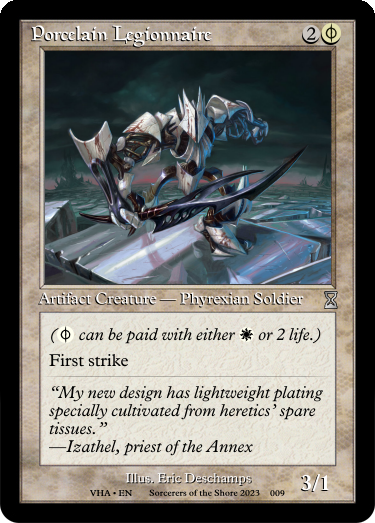 Porcelain Legionnaire 2
Artifact Creature — Phyrexian Soldier
( can be paid with either or 2 life.)
First strike
“My new design has lightweight plating
specially cultivated from heretics’ spare
tissues.”
—Izathel, priest of the Annex
Illus. Eric Deschamps
3/1
VHA • EN Sorcerers of the Shore 2023 009